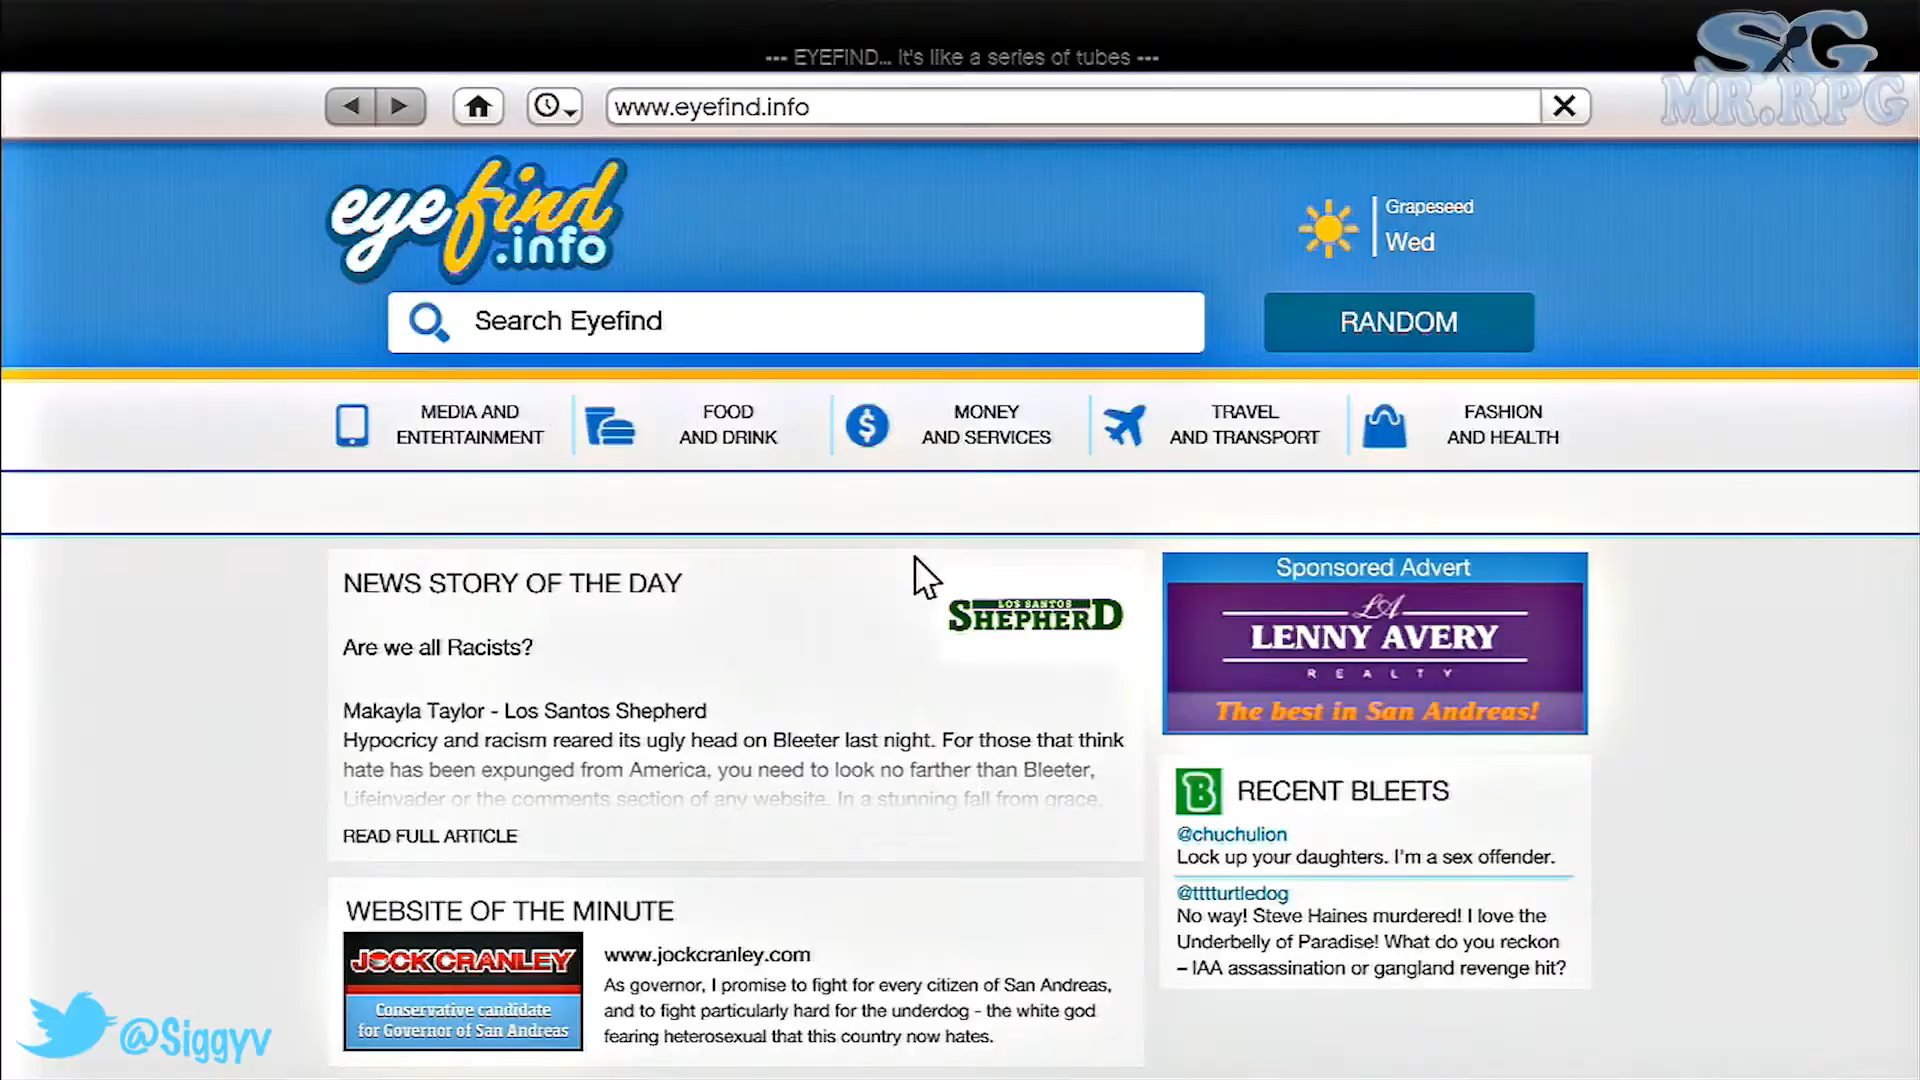 --- EYEFIND... It's like a series of tubes ---
SG
MR.RPG
www.eyefind.info
eyefind
.info
Grapeseed
Wed
Search Eyefind
RANDOM
MEDIA AND
ENTERTAINMENT
FOOD
AND DRINK
MONEY
AND SERVICES
TRAVEL
AND TRANSPORT
FASHION
AND HEALTH
NEWS STORY OF THE DAY
LOS SANTOS
SHEPHERD
Are we all Racists?
Makayla Taylor - Los Santos Shepherd
Hypocricy and racism reared its ugly head on Bleeter last night. For those that think
hate has been expunged from America, you need to look no farther than Bleeter,
Lifeinvader or the comments section of any website. In a stunning fall from grace,
READ FULL ARTICLE
Sponsored Advert
LA
LENNY AVERY
REALTY
The best in San Andreas!
B
RECENT BLEETS
@chuchulion
Lock up your daughters. I'm a sex offender.
@tttturtledog
No way! Steve Haines murdered! I love the
Underbelly of Paradise! What do you reckon
– IAA assassination or gangland revenge hit?
WEBSITE OF THE MINUTE
JOCK CRANLEY
Conservative candidate
for Governor of San Andreas
www.jockcranley.com
As governor, I promise to fight for every citizen of San Andreas,
and to fight particularly hard for the underdog - the white god
fearing heterosexual that this country now hates.
@Siggyv